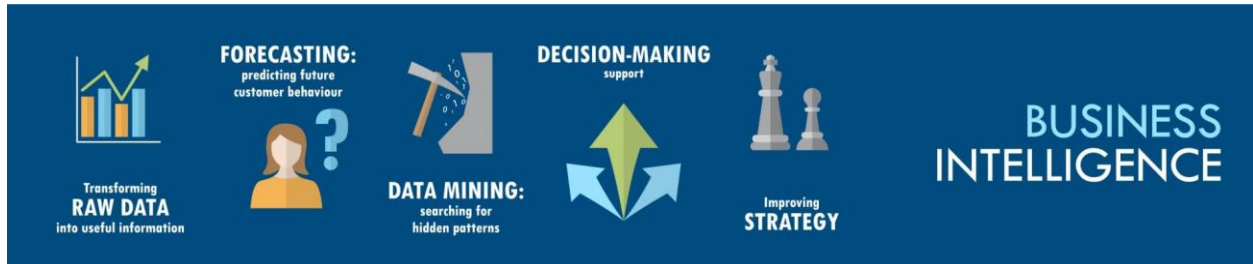 Transforming
RAW DATA
into useful information
FORECASTING:
predicting future
customer behaviour
?
DATA MINING:
searching for
hidden patterns
DECISION-MAKING
support
Improving
STRATEGY
BUSINESS
INTELLIGENCE